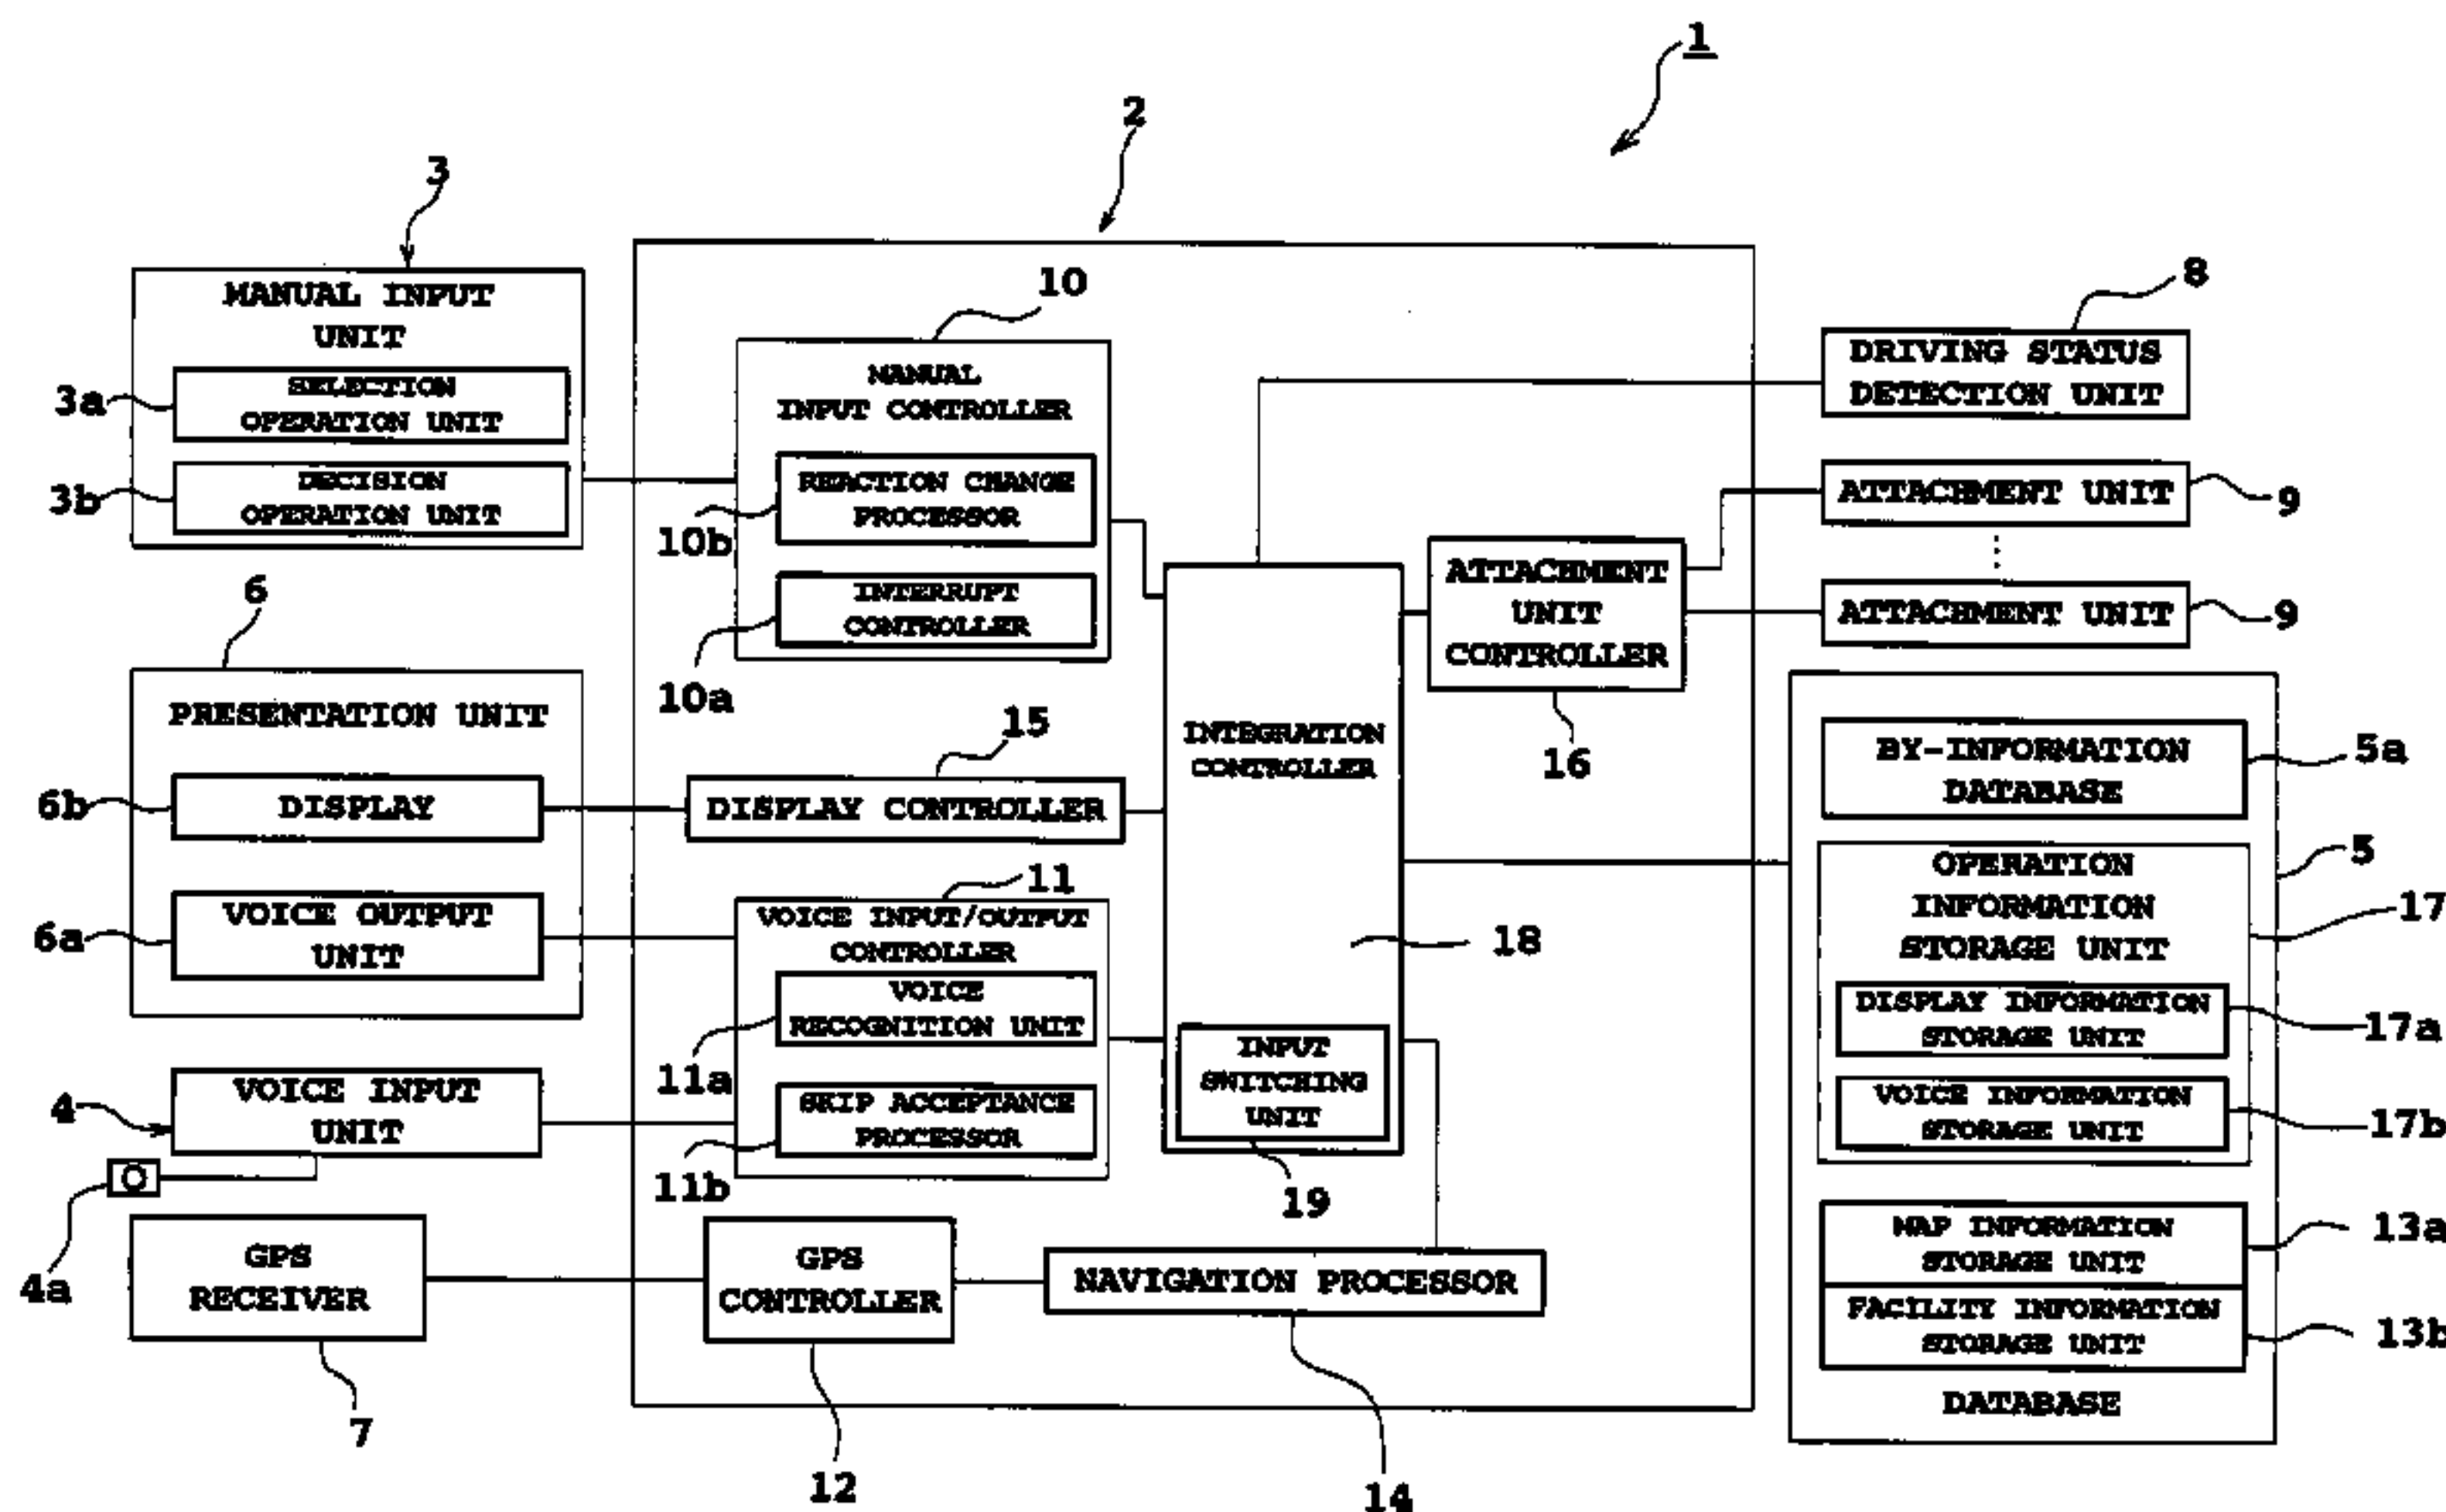 1
2
3
MANUAL INPUT
UNIT
3a
SELECTION
OPERATION UNIT
3b
DECISION
OPERATION UNIT
6
PRESENTATION UNIT
6b
DISPLAY
6a
VOICE OUTPUT
UNIT
4
VOICE INPUT
UNIT
4a
GPS
RECEIVER
7
10
MANUAL
INPUT CONTROLLER
REACTION CHANGE
PROCESSOR
10b
INTERRUPT
CONTROLLER
10a
15
DISPLAY CONTROLLER
11
VOICE INPUT/OUTPUT
CONTROLLER
VOICE
RECOGNITION UNIT
11a
SKIP ACCEPTANCE
PROCESSOR
11b
GPS
CONTROLLER
12
NAVIGATION PROCESSOR
14
INTEGRATION
CONTROLLER
18
INPUT
SWITCHING
UNIT
19
ATTACHMENT
UNIT
CONTROLLER
16
8
DRIVING STATUS
DETECTION UNIT
ATTACHMENT UNIT
9
ATTACHMENT UNIT
9
BY-INFORMATION
DATABASE
5a
5
OPERATION
INFORMATION
STORAGE UNIT
17
DISPLAY INFORMATION
STORAGE UNIT
17a
VOICE INFORMATION
STORAGE UNIT
17b
MAP INFORMATION
STORAGE UNIT
13a
FACILITY INFORMATION
STORAGE UNIT
13b
DATABASE